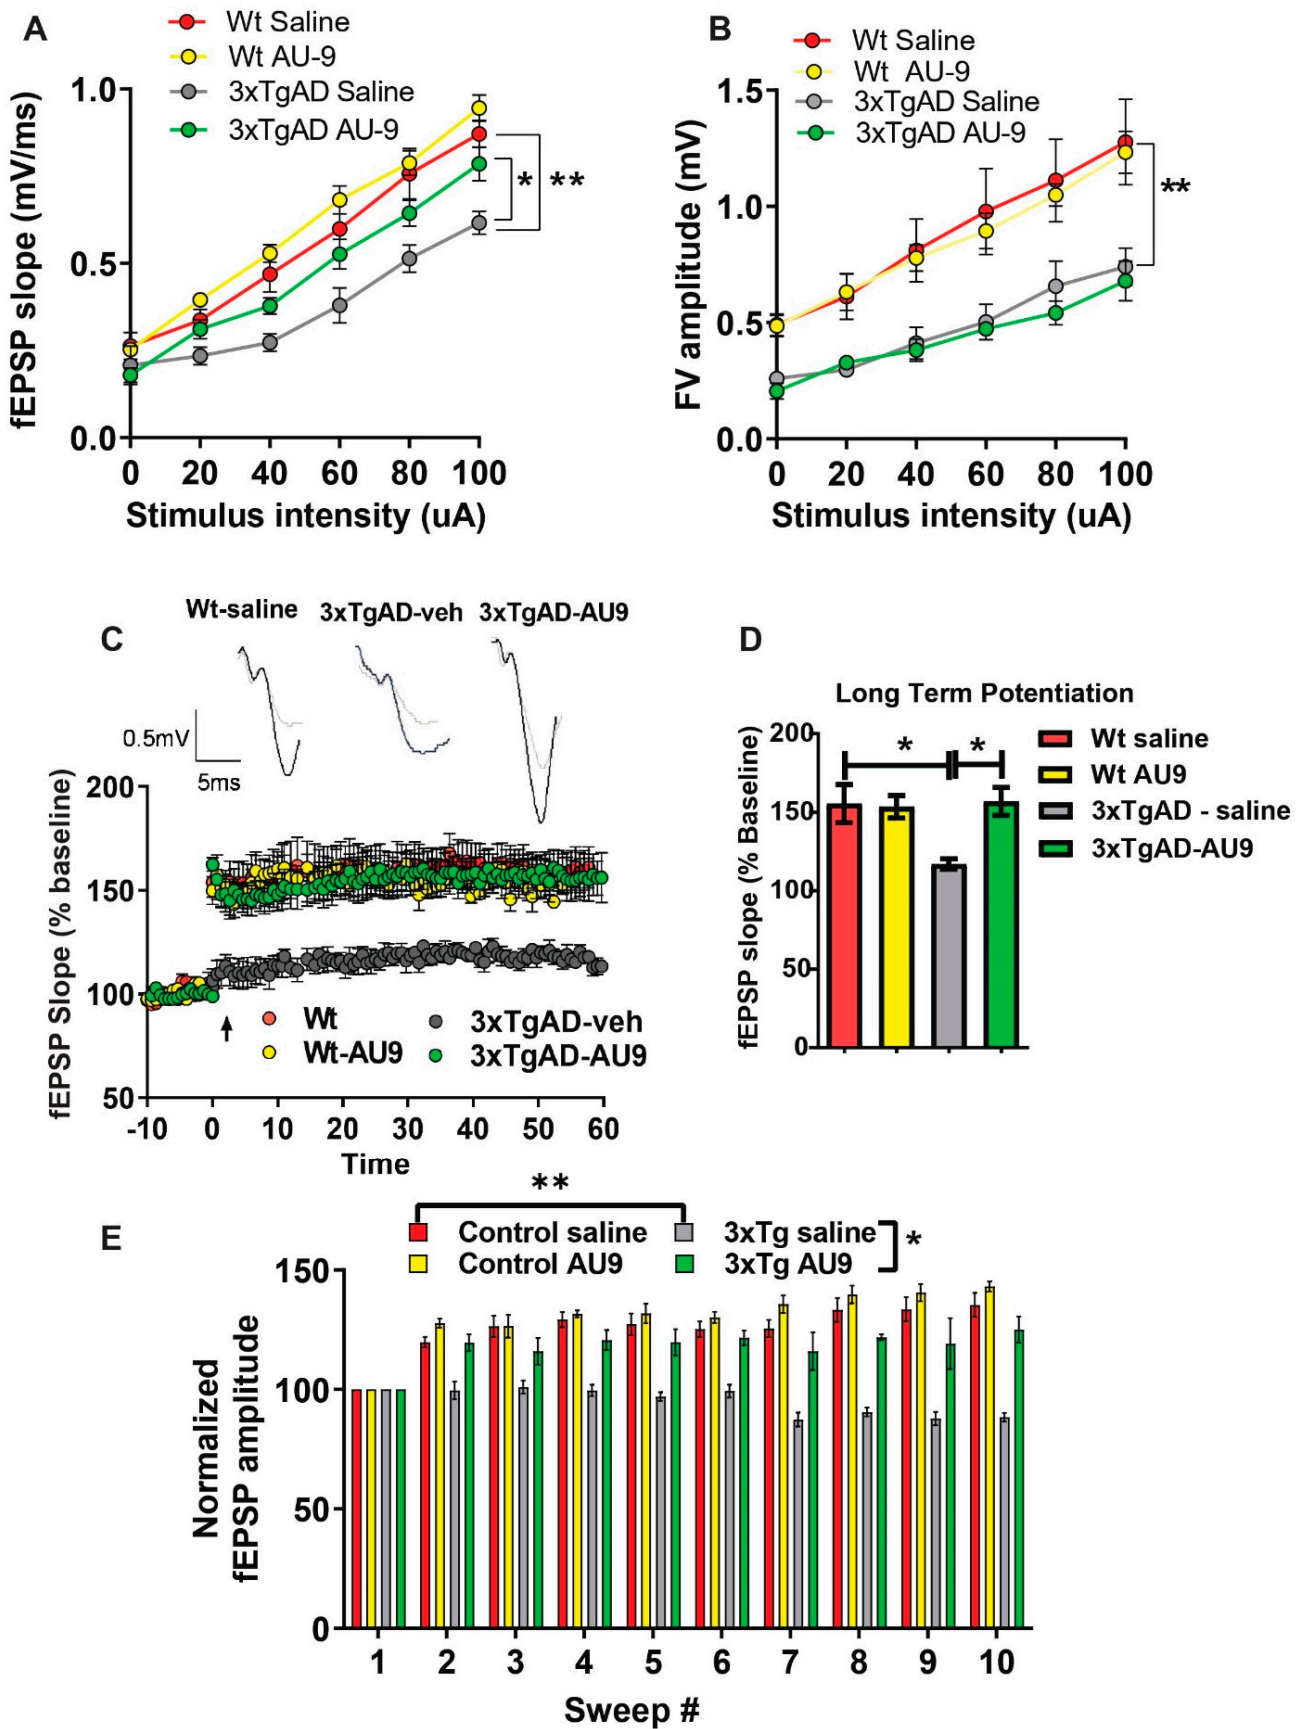 A
Wt Saline
Wt AU-9
3xTgAD Saline
3xTgAD AU-9
fEPSP slope (mV/ms)
1.0
0.5
0.0
* **
0 20 40 60 80 100
Stimulus intensity (uA)
B
Wt Saline
Wt AU-9
3xTgAD Saline
3xTgAD AU-9
FV amplitude (mV)
1.5
1.0
0.5
0.0
**
0 20 40 60 80 100
Stimulus intensity (uA)
C
Wt-saline 3xTgAD-veh 3xTgAD-AU9
0.5mV
5ms
fEPSP Slope (% baseline)
200
150
100
50
Wt 3xTgAD-veh
Wt-AU9 3xTgAD-AU9
-10 0 10 20 30 40 50 60
Time
D
Long Term Potentiation
fEPSP slope (% Baseline)
200
150
100
50
0
* *
Wt saline
Wt AU9
3xTgAD - saline
3xTgAD-AU9
E
**
Control saline 3xTg saline
Control AU9 3xTg AU9
*
Normalized
fEPSP amplitude
150
100
50
0
1 2 3 4 5 6 7 8 9 10
Sweep #